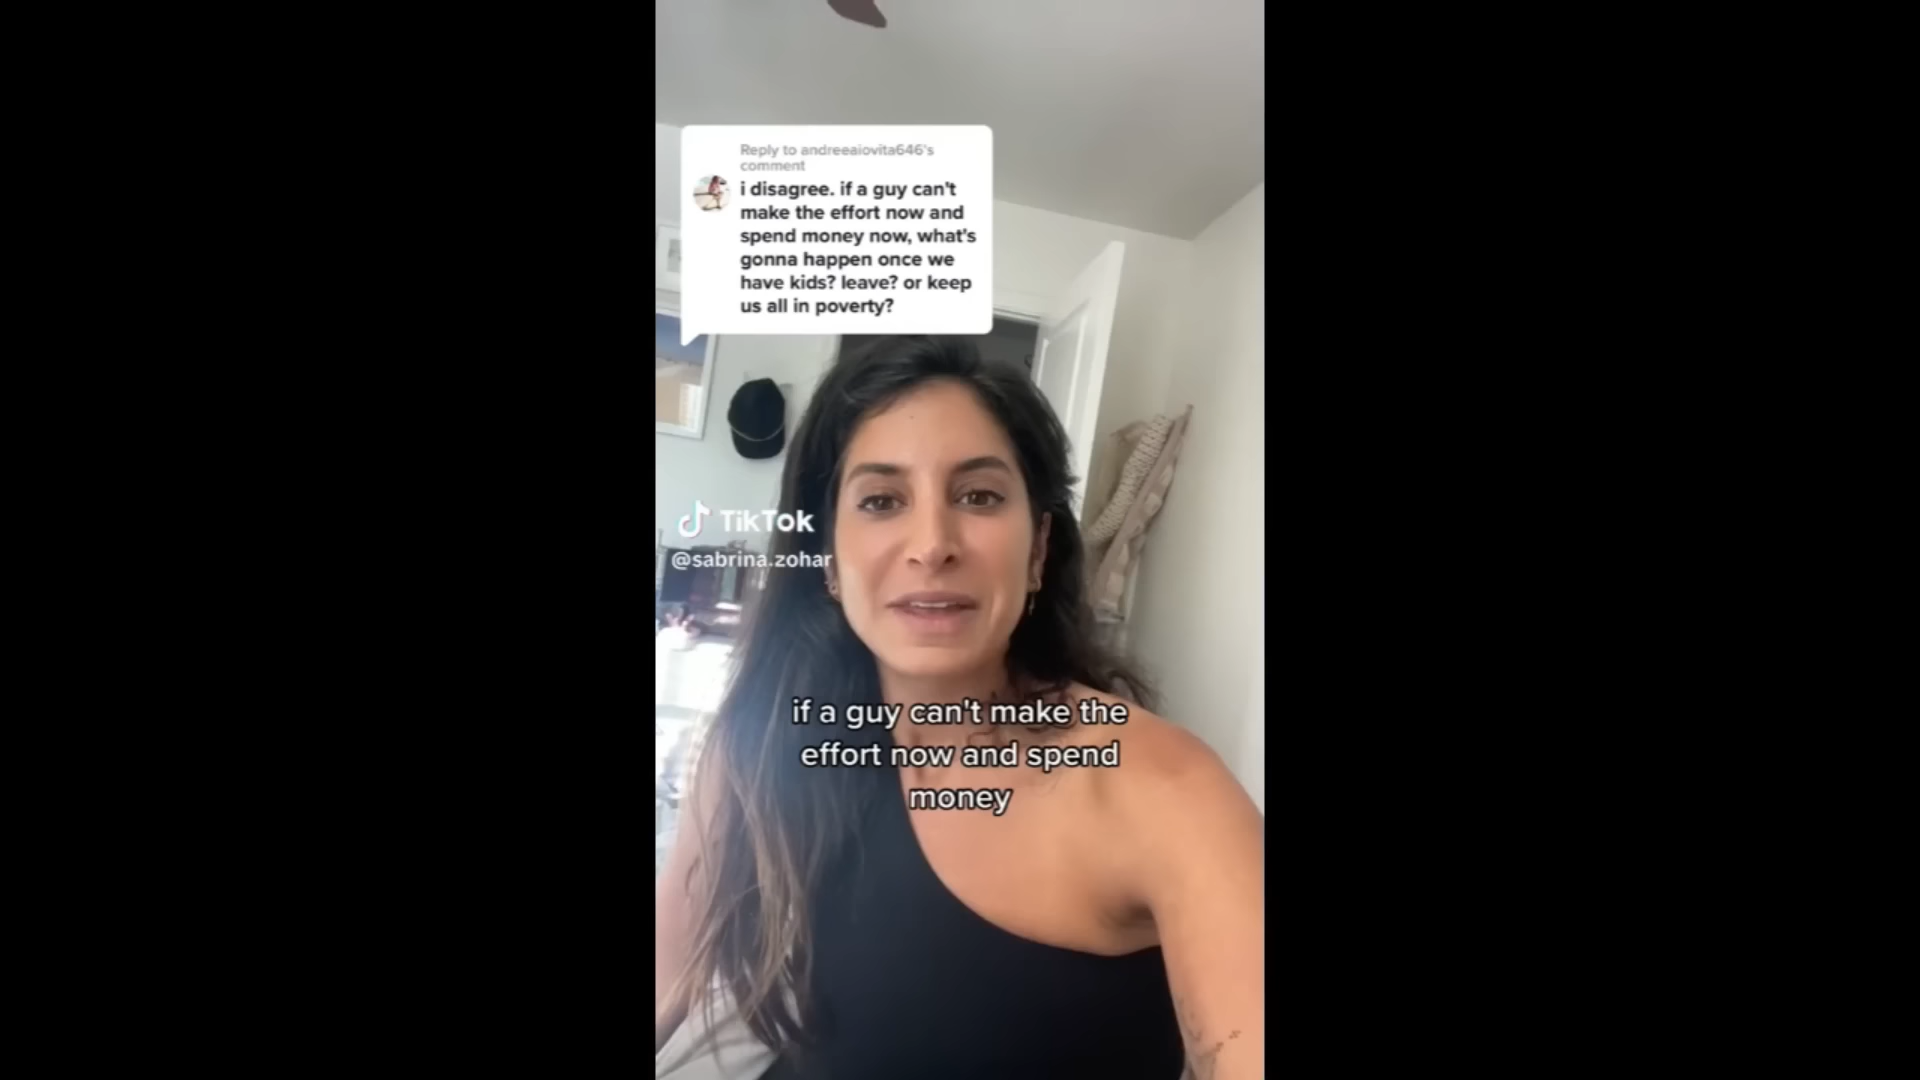 Reply to andreeaiovita646's
comment
i disagree. if a guy can't
make the effort now and
spend money now, what's
gonna happen once we
have kids? leave? or keep
us all in poverty?
TikTok
@sabrina.zohar
if a guy can't make the
effort now and spend
money